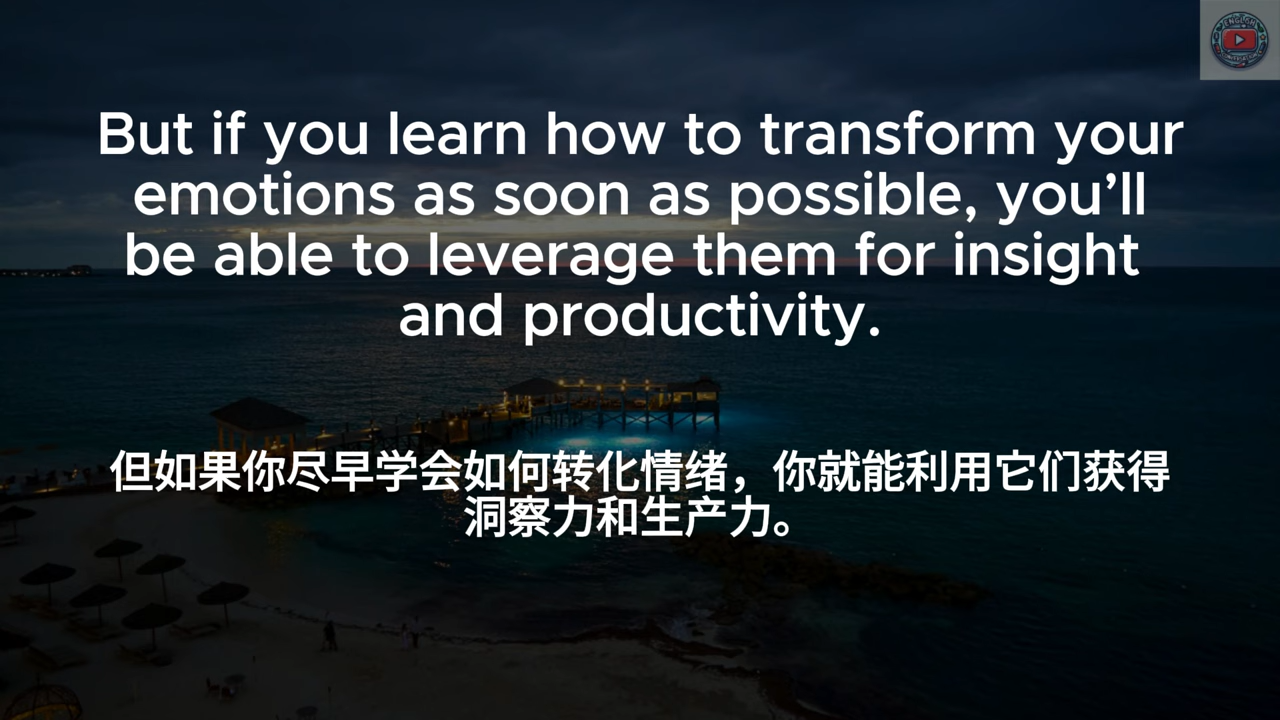 But if you learn how to transform your
emotions as soon as possible, you’ll
be able to leverage them for insight
and productivity.
但如果你尽早学会如何转化情绪，你就能利用它们获得
洞察力和生产力。